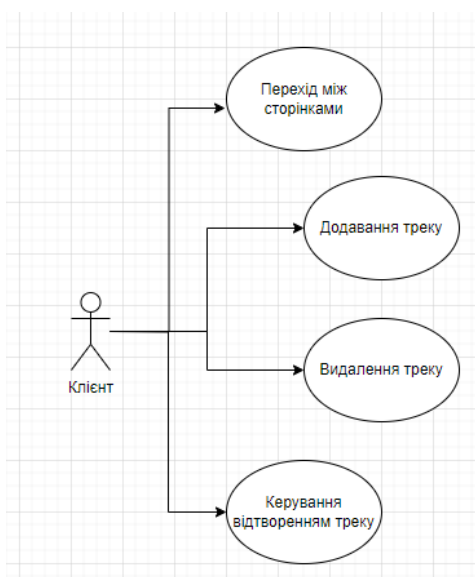 Перехід між
сторінками
Додавання треку
Клієнт
Видалення треку
Керування
відтворенням треку